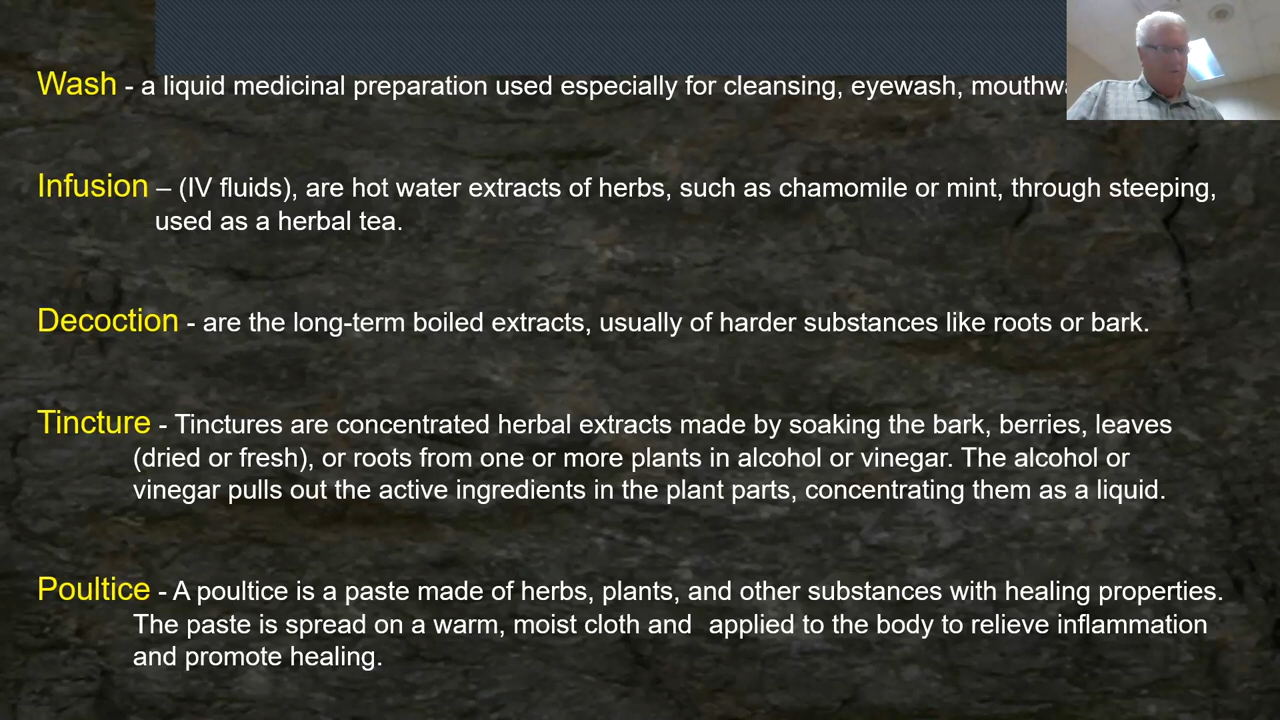 Wash - a liquid medicinal preparation used especially for cleansing, eyewash,
Infusion – (IV fluids), are hot water extracts of herbs, such as chamomile or mint, through steeping,
used as a herbal tea.
Decoction - are the long-term boiled extracts, usually of harder substances like roots or bark.
Tincture - Tinctures are concentrated herbal extracts made by soaking the bark, berries, leaves
(dried or fresh), or roots from one or more plants in alcohol or vinegar. The alcohol or
vinegar pulls out the active ingredients in the plant parts, concentrating them as a liquid.
Poultice - A poultice is a paste made of herbs, plants, and other substances with healing properties.
The paste is spread on a warm, moist cloth and applied to the body to relieve inflammation
and promote healing.